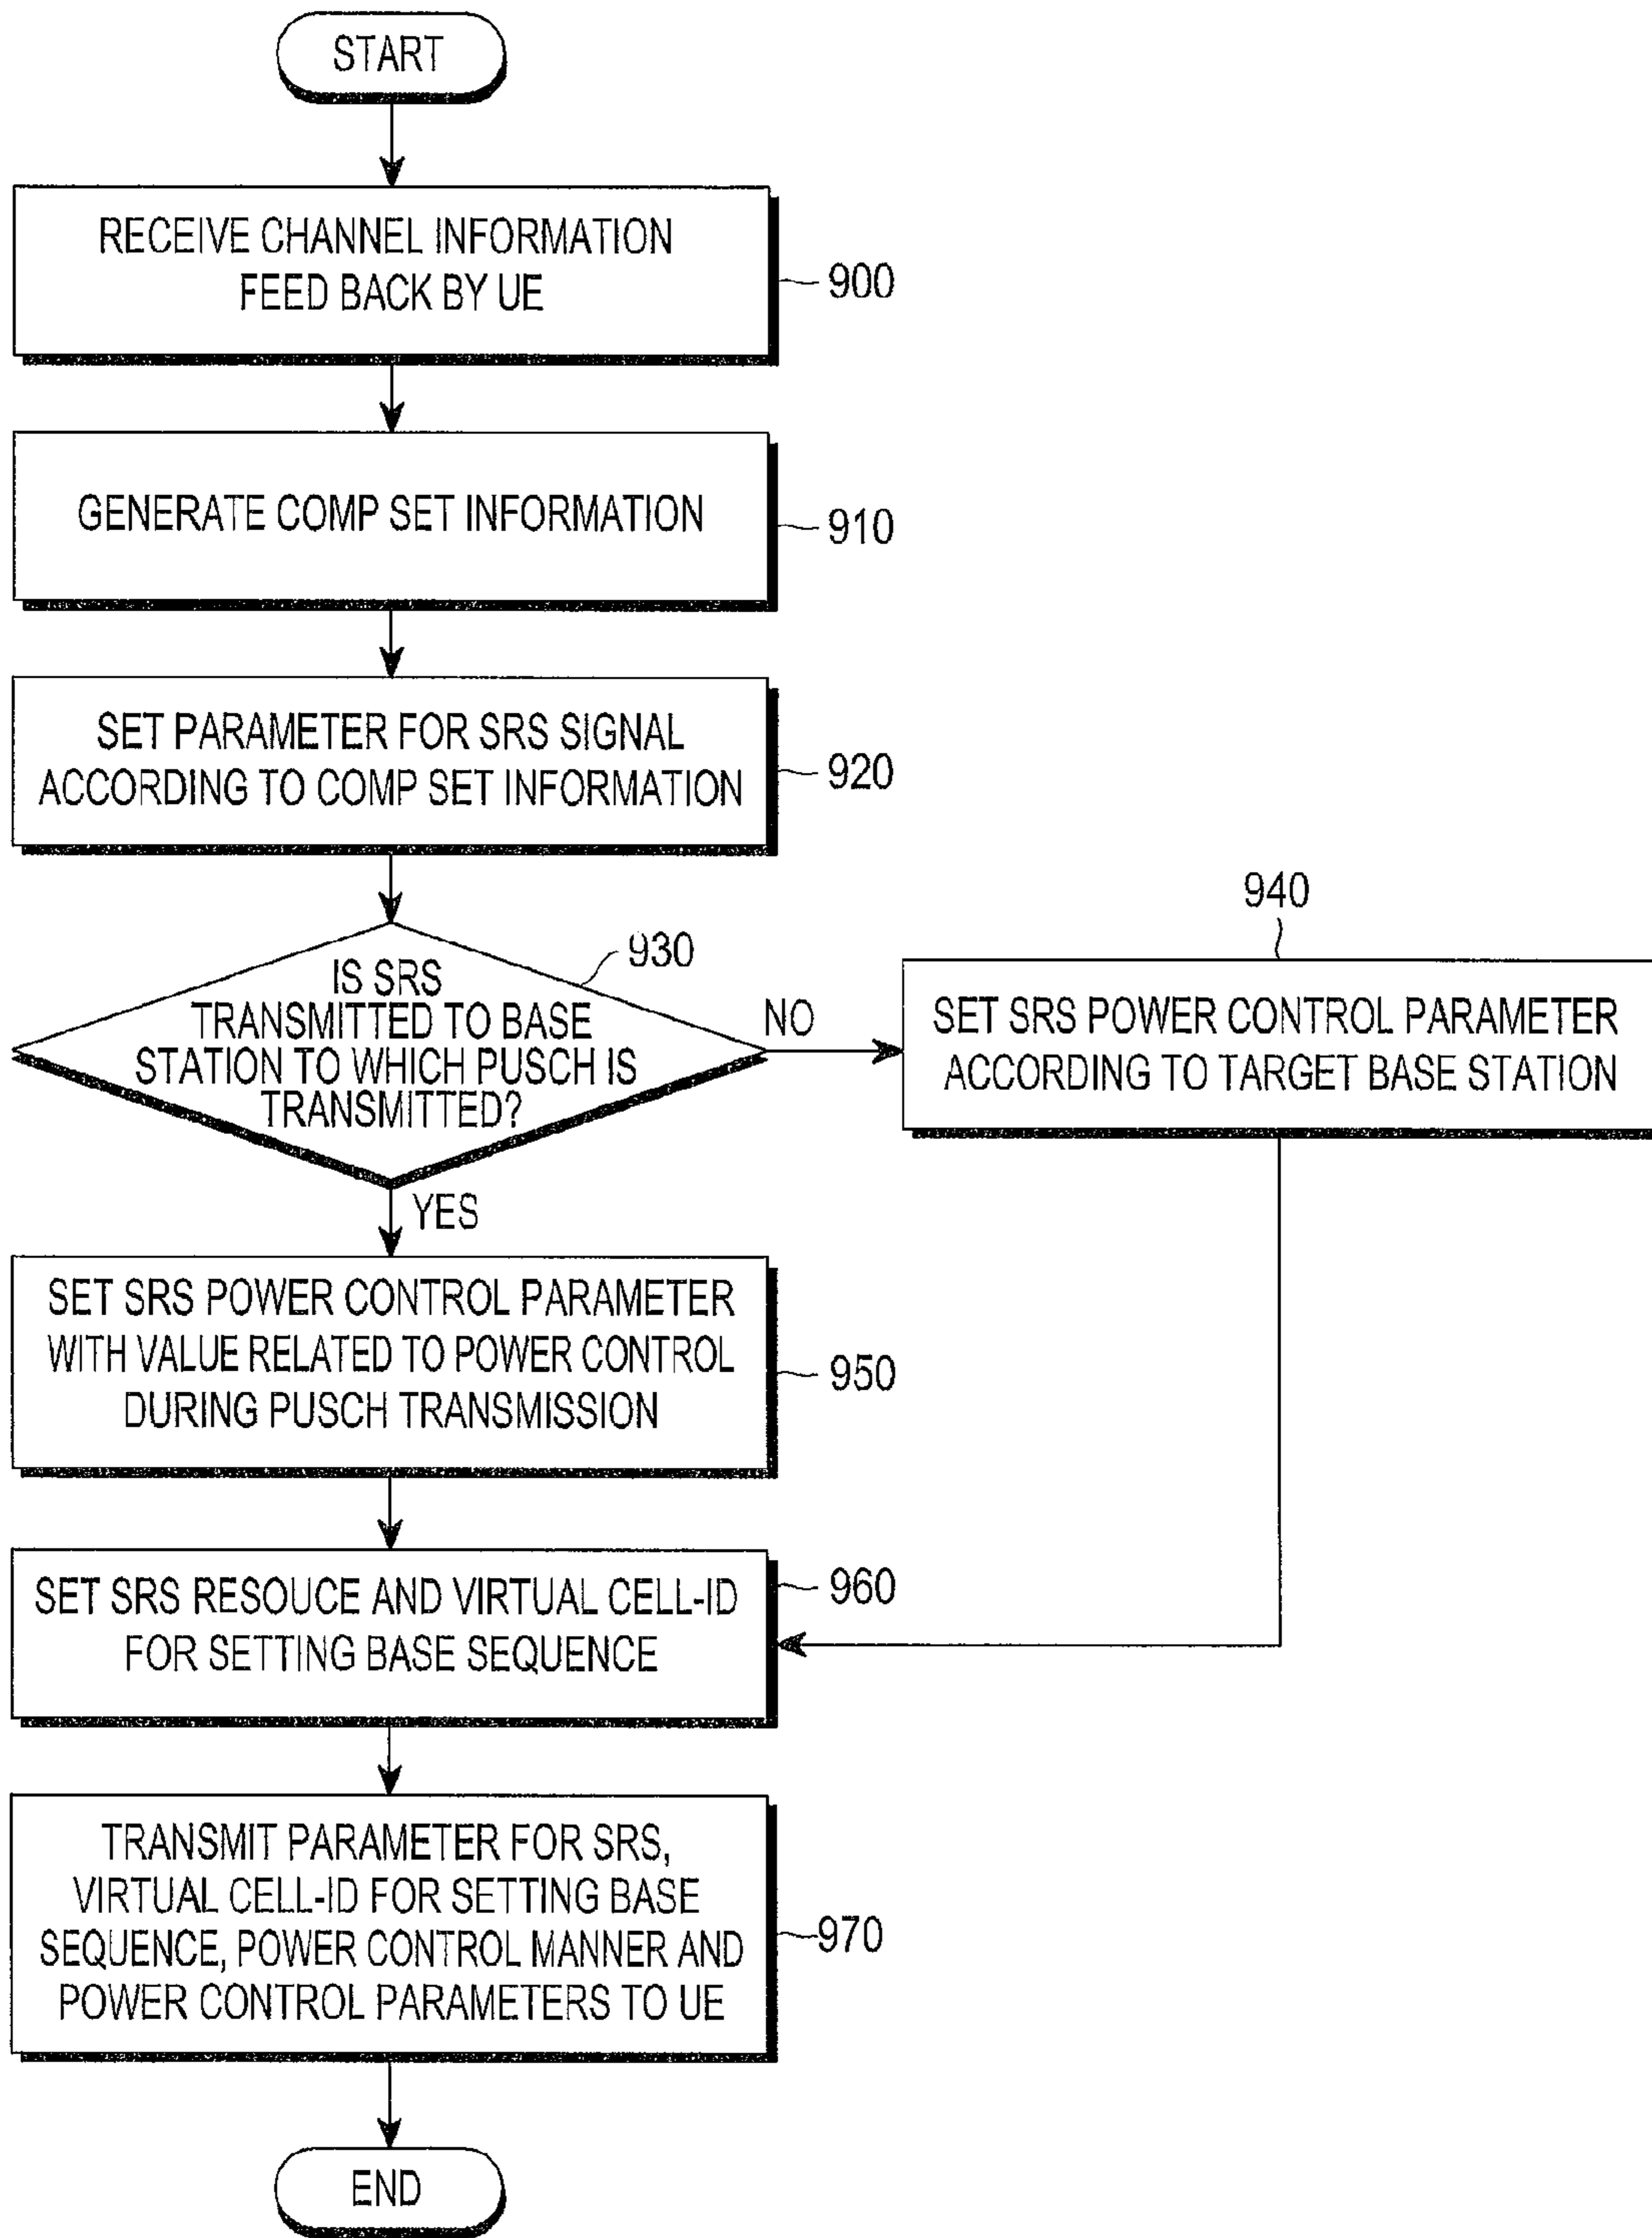 START
RECEIVE CHANNEL INFORMATION
FEED BACK BY UE
900
GENERATE COMP SET INFORMATION
910
SET PARAMETER FOR SRS SIGNAL
ACCORDING TO COMP SET INFORMATION
920
930
IS SRS
TRANSMITTED TO BASE
STATION TO WHICH PUSCH IS
TRANSMITTED?
NO
940
SET SRS POWER CONTROL PARAMETER
ACCORDING TO TARGET BASE STATION
YES
SET SRS POWER CONTROL PARAMETER
WITH VALUE RELATED TO POWER CONTROL
DURING PUSCH TRANSMISSION
950
SET SRS RESOUCE AND VIRTUAL CELL-ID
FOR SETTING BASE SEQUENCE
960
TRANSMIT PARAMETER FOR SRS,
VIRTUAL CELL-ID FOR SETTING BASE
SEQUENCE, POWER CONTROL MANNER AND
POWER CONTROL PARAMETERS TO UE
970
END